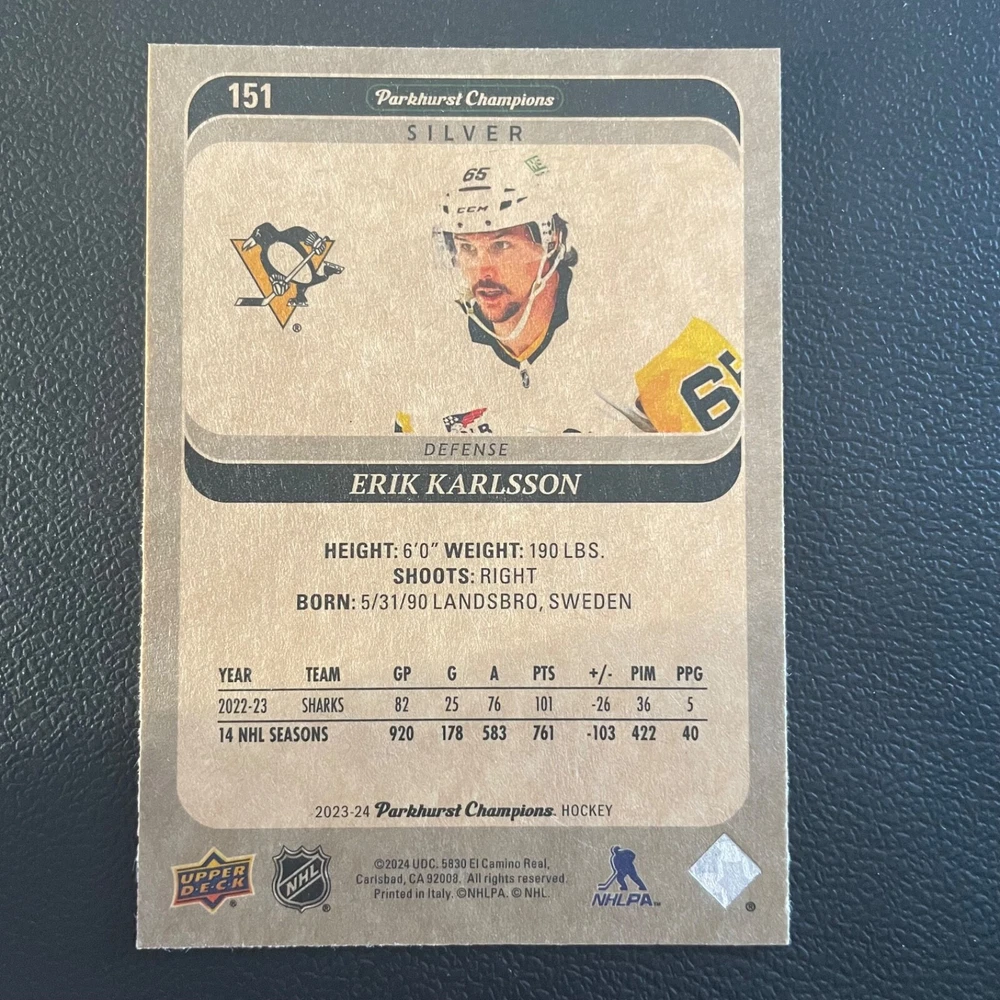 151 Parkhurst Champions
SILVER
65
CCM
65
DEFENSE
ERIK KARLSSON
HEIGHT: 6'0" WEIGHT: 190 LBS.
SHOOTS: RIGHT
BORN: 5/31/90 LANDSBRO, SWEDEN
YEAR TEAM GP G A PTS +/- PIM PPG
2022-23 SHARKS 82 25 76 101 -26 36 5
14 NHL SEASONS 920 178 583 761 -103 422 40
2023-24 Parkhurst Champions. HOCKEY
UPPER DECK ®
NHL ®
©2024 UDC. 5830 El Camino Real,
Carlsbad, CA 92008. All rights reserved.
Printed in Italy. ©NHLPA. © NHL.
NHLPA™
®